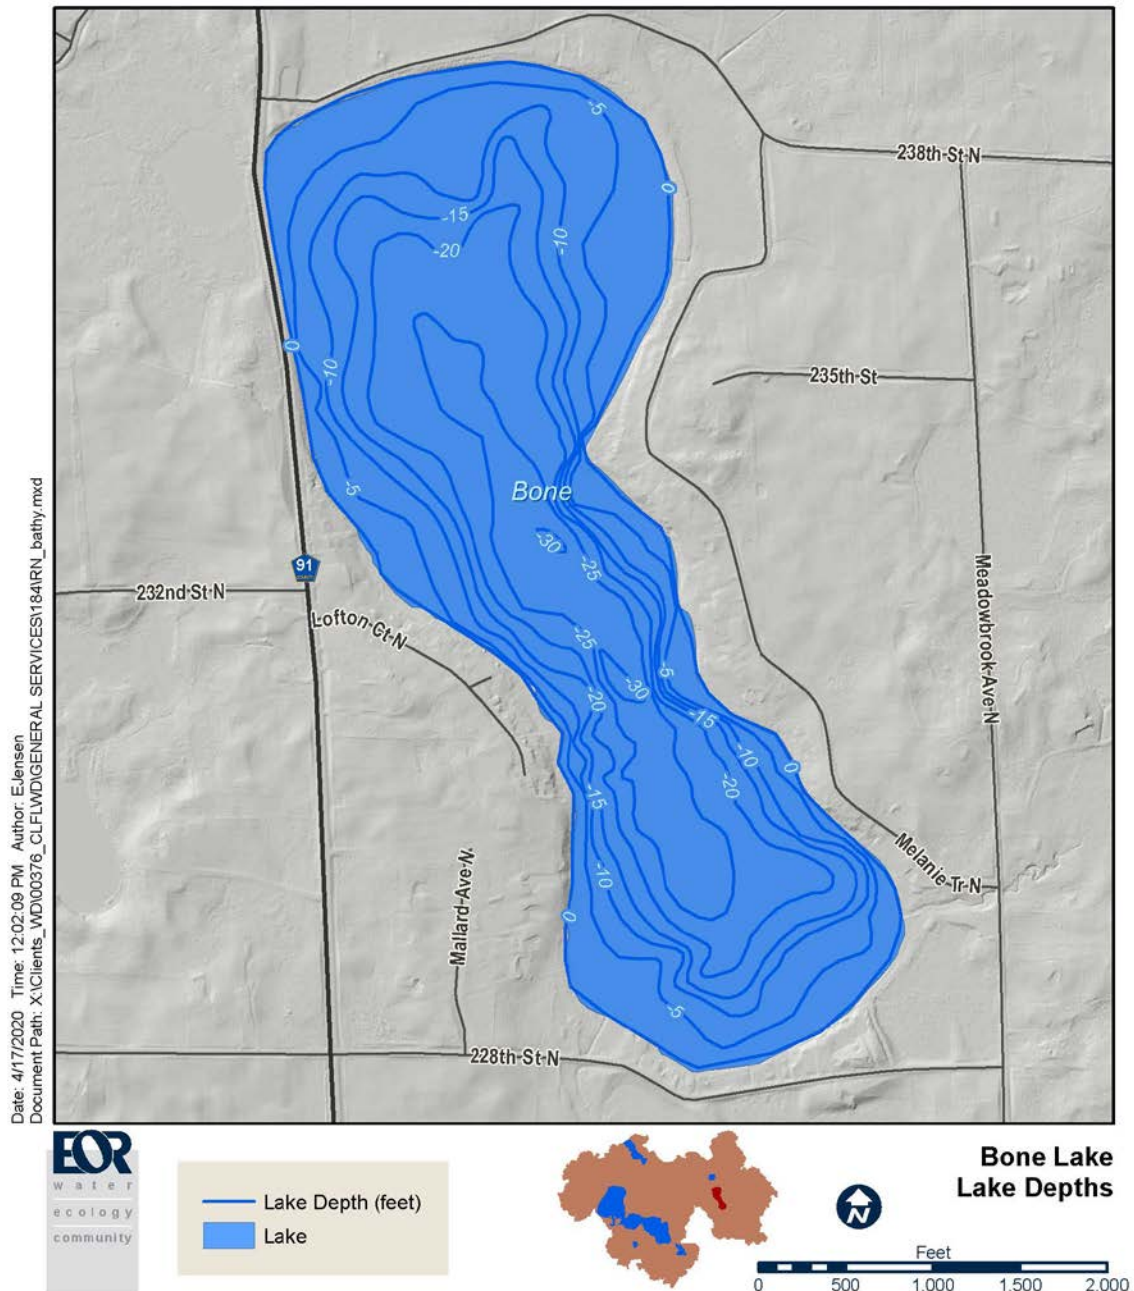 -5
238th St N
0
-15
-10
-20
0
-10
235th St
-5
Bone
-30
-25
91
232nd St N
Lofton Ct N
Meadowbrook Ave N
-25
-5
-30
-20
-15
-10
0
-20
-15
Melanie Tr N
-10
Mallard Ave N.
0
-5
228th St N
Date: 4/17/2020 Time: 12:02:09 PM Author: EJensen
Document Path: X:\Clients_WD\00376_CLFLWD\GENERAL SERVICES\184\RN_bathy.mxd
EOR
water
ecology
community
Lake Depth (feet)
Lake
Bone Lake
Lake Depths
N
Feet
0 500 1,000 1,500 2,000